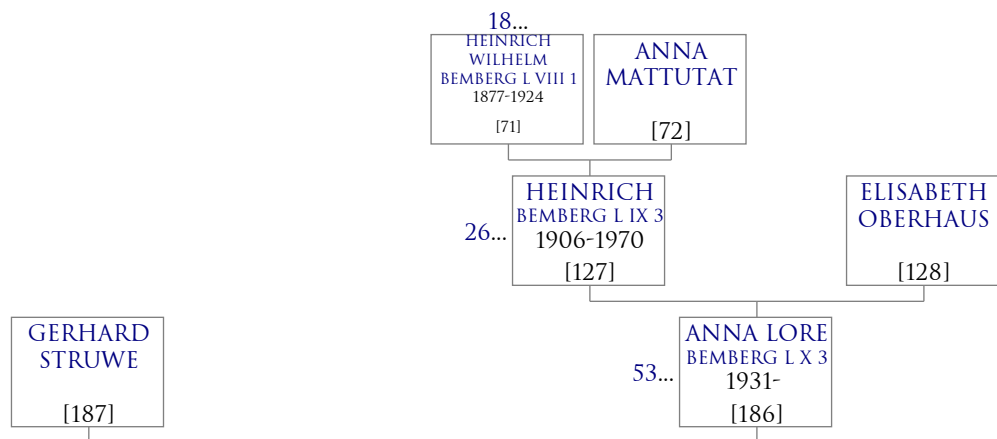 18...
HEINRICH
WILHELM
BEMBERG L VIII 1
1877-1924
[71]
ANNA
MATTUTAT
[72]
HEINRICH
BEMBERG L IX 3
26...
1906-1970
[127]
ELISABETH
OBERHAUS
[128]
GERHARD
STRUWE
[187]
ANNA LORE
BEMBERG L X 3
53...
1931-
[186]